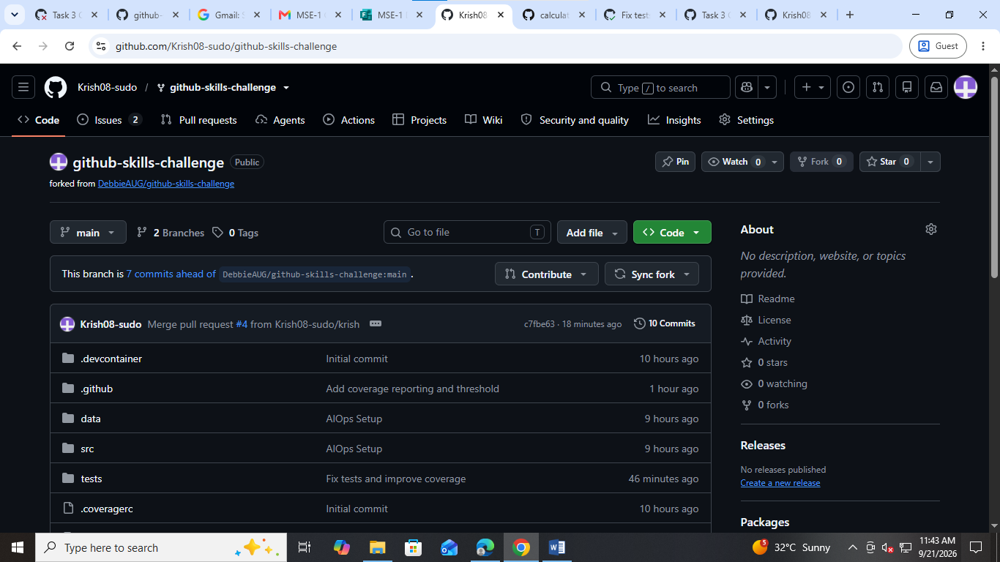 Task 3 C
github-
Gmail: S
MSE-1 (
MSE-1 L
Krish08
calculat
Fix test
Task 3 C
Krish08
github.com/Krish08-sudo/github-skills-challenge
Guest
Krish08-sudo / github-skills-challenge
Type / to search
Code
Issues 2
Pull requests
Agents
Actions
Projects
Wiki
Security and quality
Insights
Settings
github-skills-challenge Public
Pin
Watch 0
Fork 0
Star 0
forked from DebbieAUG/github-skills-challenge
main
2 Branches
0 Tags
Go to file T
Add file
Code
This branch is 7 commits ahead of DebbieAUG/github-skills-challenge:main .
Contribute
Sync fork
Krish08-sudo Merge pull request #4 from Krish08-sudo/krish
c7fbe63 · 18 minutes ago
10 Commits
.devcontainer Initial commit 10 hours ago
.github Add coverage reporting and threshold 1 hour ago
data AIOps Setup 9 hours ago
src AIOps Setup 9 hours ago
tests Fix tests and improve coverage 46 minutes ago
.coveragerc Initial commit 10 hours ago
About
No description, website, or topics
provided.
Readme
License
Activity
0 stars
0 watching
0 forks
Releases
No releases published
Create a new release
Packages
Type here to search
5
32°C Sunny
11:43 AM
9/21/2026